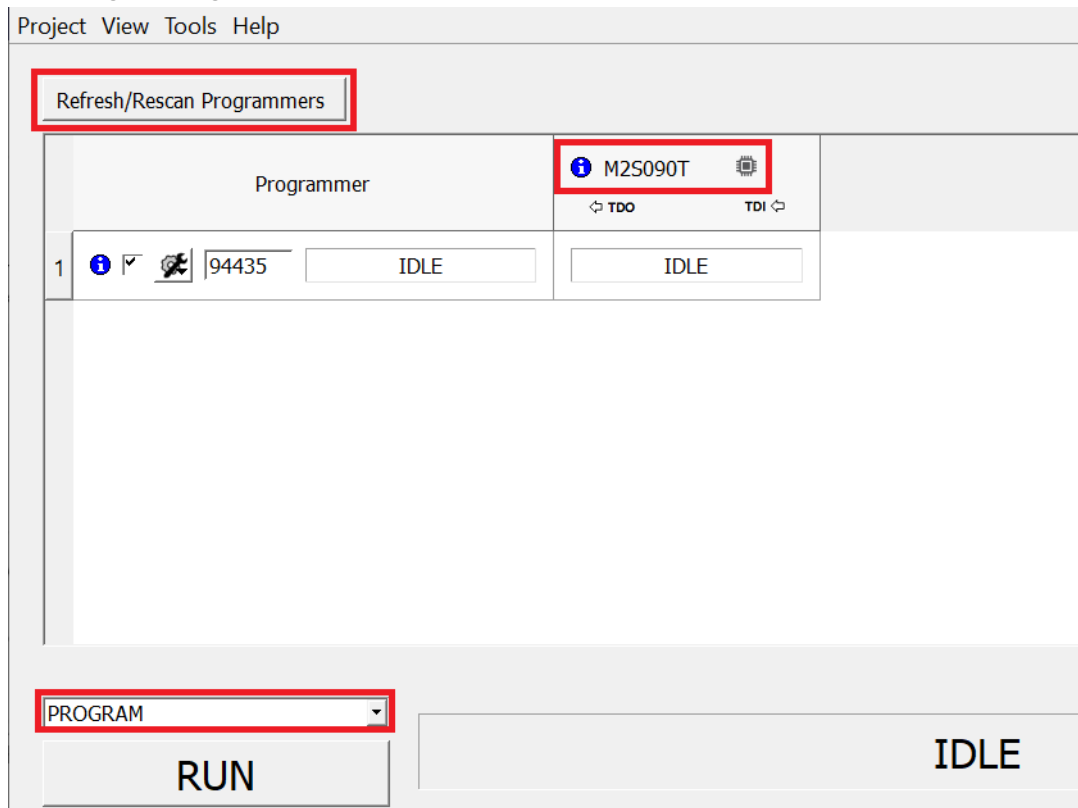 Project View Tools Help
Refresh/Rescan Programmers
Programmer
M2S090T
TDO TDI
1 94435 IDLE IDLE
PROGRAM
RUN
IDLE